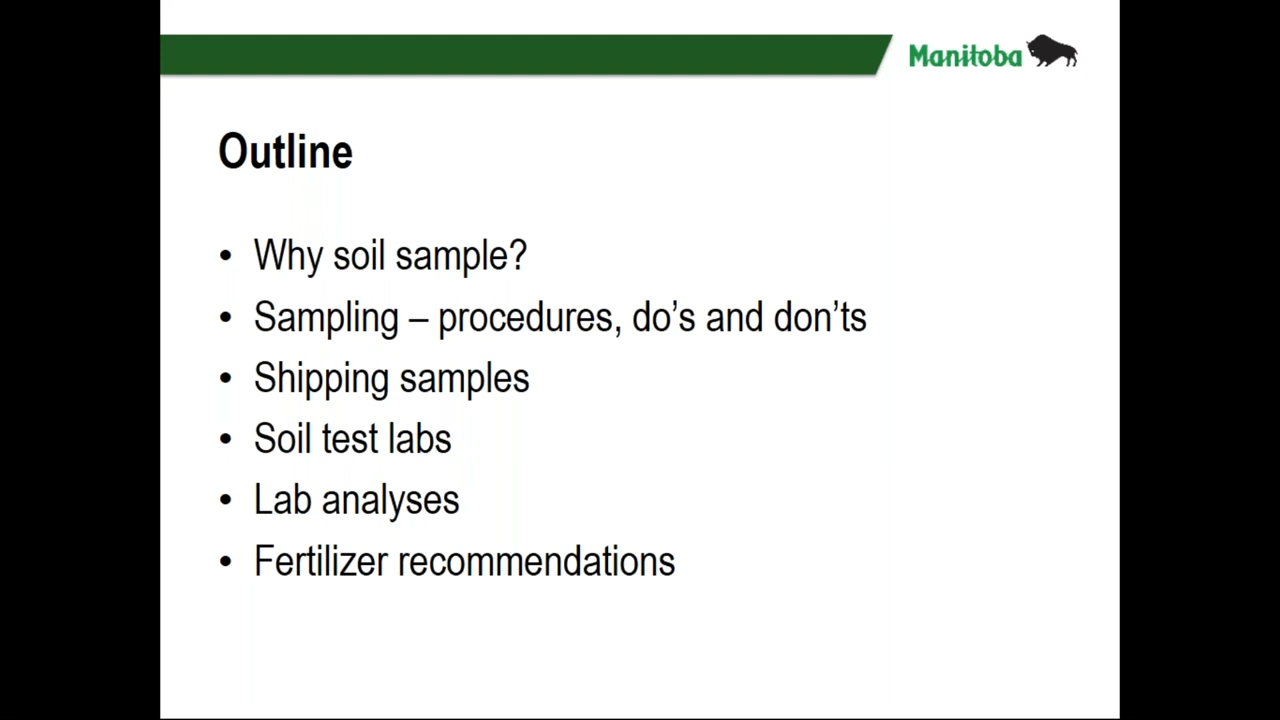 Manitoba
Outline
• Why soil sample?
• Sampling – procedures, do’s and don’ts
• Shipping samples
• Soil test labs
• Lab analyses
• Fertilizer recommendations